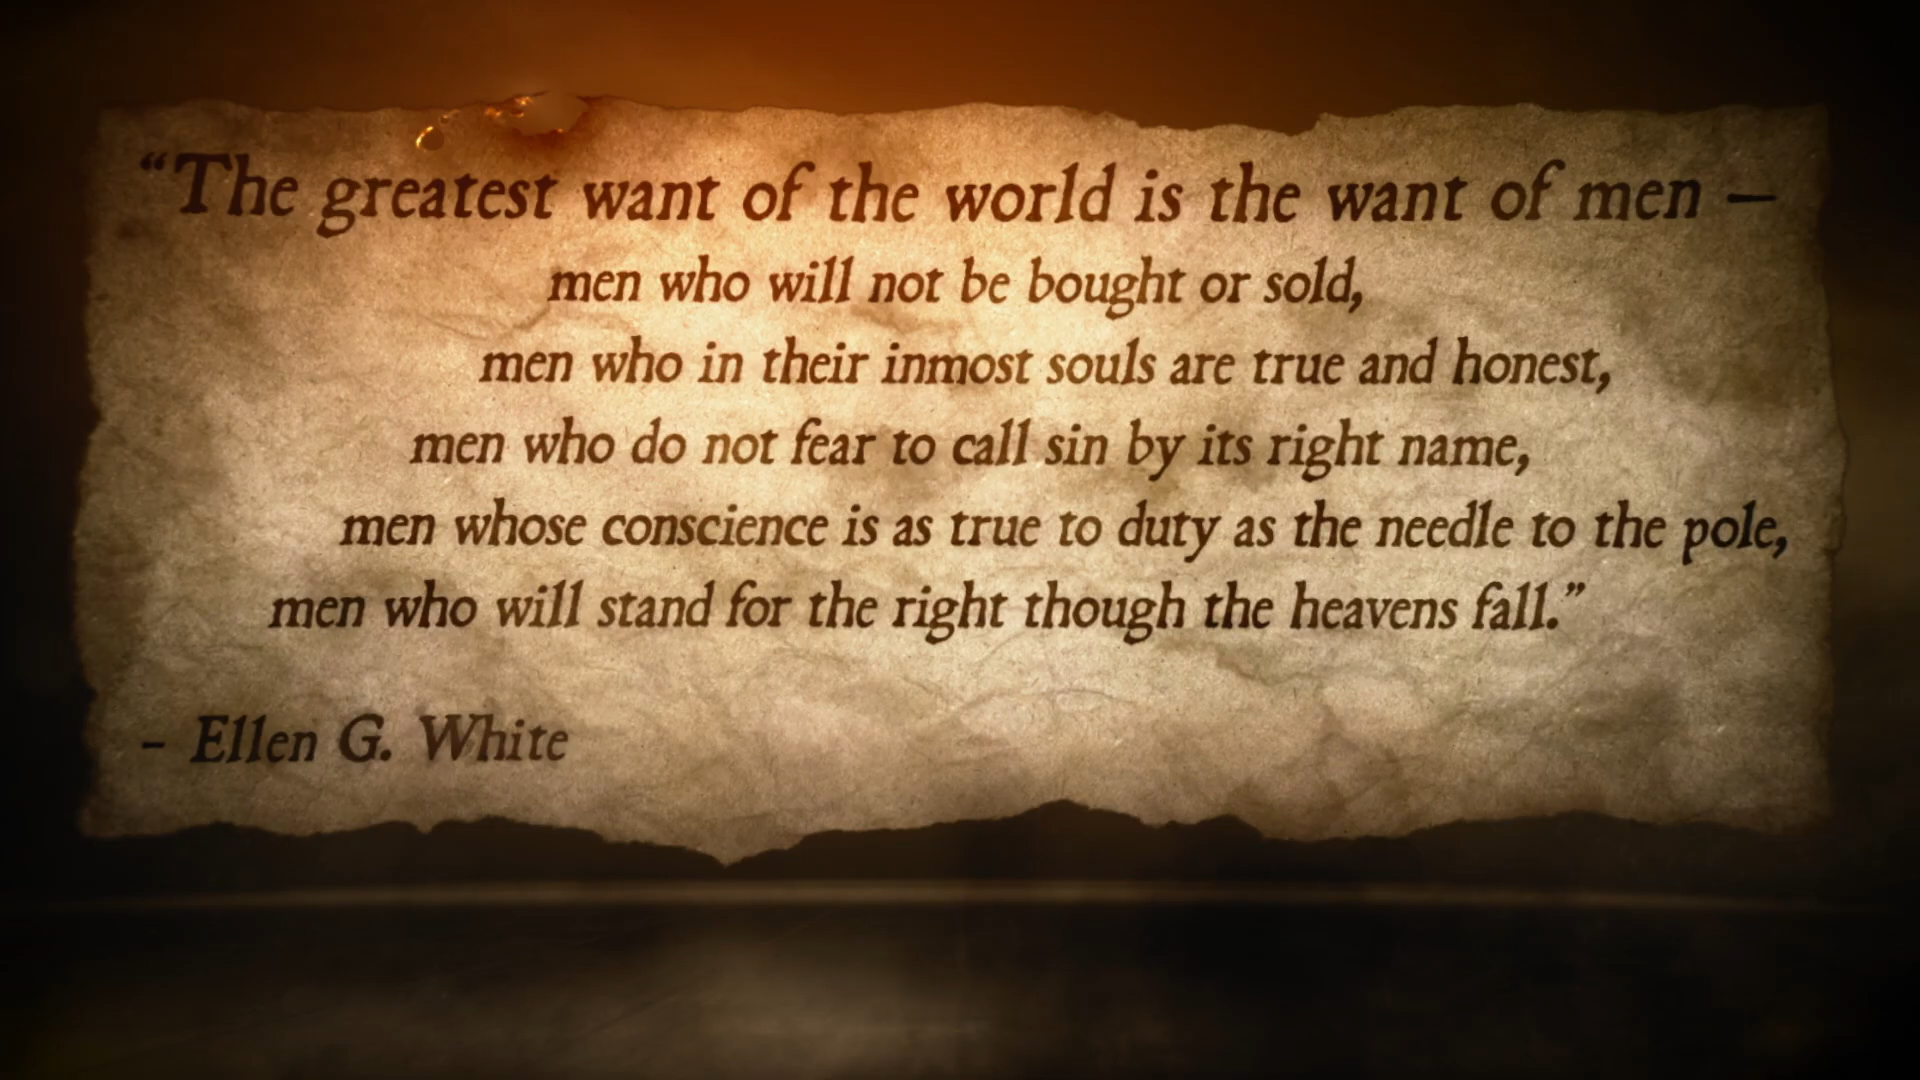 “The greatest want of the world is the want of men —
men who will not be bought or sold,
men who in their inmost souls are true and honest,
men who do not fear to call sin by its right name,
men whose conscience is as true to duty as the needle to the pole,
men who will stand for the right though the heavens fall.”
- Ellen G. White